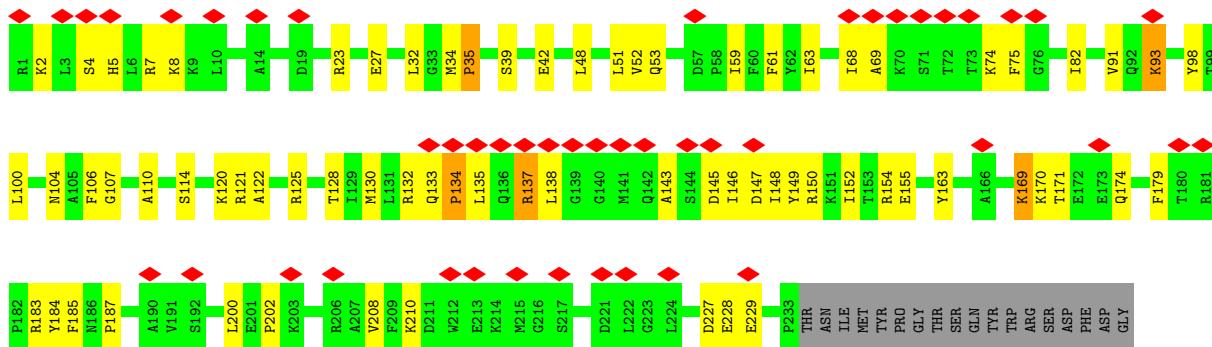 R1 K2 L3 S4 H5 L6 R7 K8 K9 L10 A14 D19 R23 E27 L32 G33 M34 P35 S39 E42 L48 L51 V52 Q53 D57 P58 I59 F60 F61 Y62 I63 I68 A69 K70 S71 T72 T73 K74 F75 G76 I82 V91 Q92 K93 Y98 T99
L100 N104 A105 F106 G107 A110 S114 K120 R121 A122 R125 T128 I129 M130 L131 R132 Q133 P134 L135 Q136 R137 L138 G139 G140 M141 Q142 A143 S144 D145 I146 D147 I148 Y149 R150 K151 I152 T153 R154 E155 Y163 A166 K169 K170 T171 E172 E173 Q174 F179 T180 R181
P182 R183 Y184 F185 N186 P187 A190 V191 S192 L200 E201 P202 K203 R206 A207 V208 F209 K210 D211 W212 E213 K214 M215 G216 S217 D221 L222 G223 L224 D227 E228 E229 P233 THR ASN ILE MET TYR PRO GLY THR SER GLN TYR TRP ARG SER ASP PHE ASP GLY